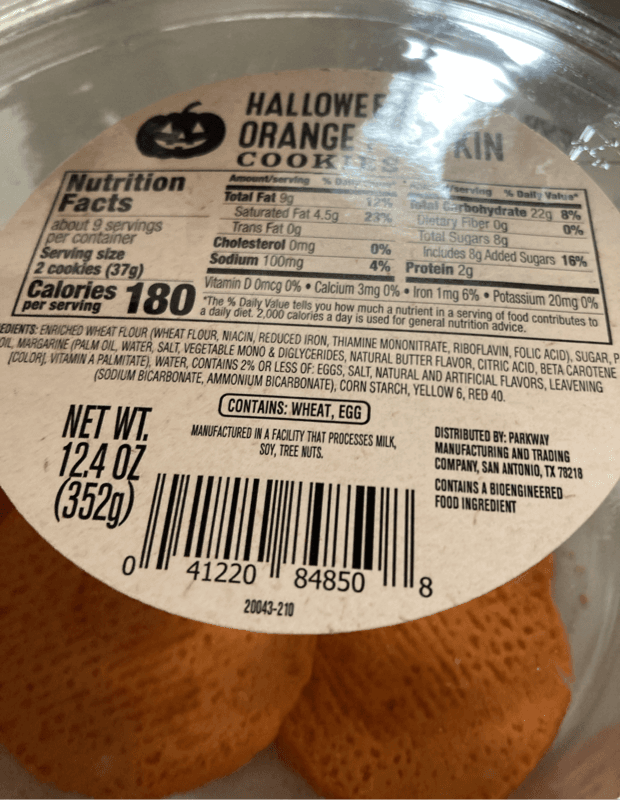 HALLOWE
ORANGE KIN
COOKIES
Nutrition
Facts
about 9 servings
per container
Serving size
2 cookies (37g)
Calories
per serving 180
Amount/serving % Daily
Total Fat 9g 12%
Saturated Fat 4.5g 23%
Trans Fat 0g
Cholesterol 0mg 0%
Sodium 100mg 4%
/serving % Daily Value*
Total Carbohydrate 22g 8%
Dietary Fiber 0g 0%
Total Sugars 8g
Includes 8g Added Sugars 16%
Protein 2g
Vitamin D 0mcg 0% • Calcium 3mg 0% • Iron 1mg 6% • Potassium 20mg 0%
*The % Daily Value tells you how much a nutrient in a serving of food contributes to
a daily diet. 2,000 calories a day is used for general nutrition advice.
EDIENTS: ENRICHED WHEAT FLOUR (WHEAT FLOUR, NIACIN, REDUCED IRON, THIAMINE MONONITRATE, RIBOFLAVIN, FOLIC ACID), SUGAR, P
OIL, MARGARINE (PALM OIL, WATER, SALT, VEGETABLE MONO & DIGLYCERIDES, NATURAL BUTTER FLAVOR, CITRIC ACID, BETA CAROTENE
[COLOR], VITAMIN A PALMITATE), WATER, CONTAINS 2% OR LESS OF: EGGS, SALT, NATURAL AND ARTIFICIAL FLAVORS, LEAVENING
(SODIUM BICARBONATE, AMMONIUM BICARBONATE), CORN STARCH, YELLOW 6, RED 40.
CONTAINS: WHEAT, EGG
MANUFACTURED IN A FACILITY THAT PROCESSES MILK,
SOY, TREE NUTS.
NET WT.
12.4 OZ
(352g)
DISTRIBUTED BY: PARKWAY
MANUFACTURING AND TRADING
COMPANY, SAN ANTONIO, TX 78218
CONTAINS A BIOENGINEERED
FOOD INGREDIENT
0 41220 84850 8
20043-210